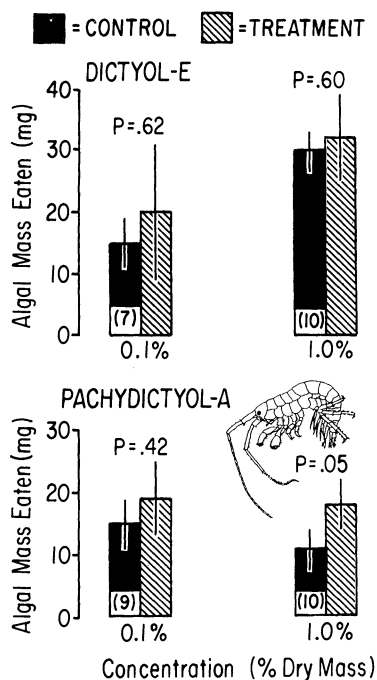 = CONTROL = TREATMENT
DICTYOL-E
Algal Mass Eaten (mg)
40
30
20
10
0
P=.62
P=.60
(7)
(10)
0.1%
1.0%
PACHYDICTYOL-A
Algal Mass Eaten (mg)
30
20
10
0
P=.42
P=.05
(9)
(10)
0.1%
1.0%
Concentration (% Dry Mass)